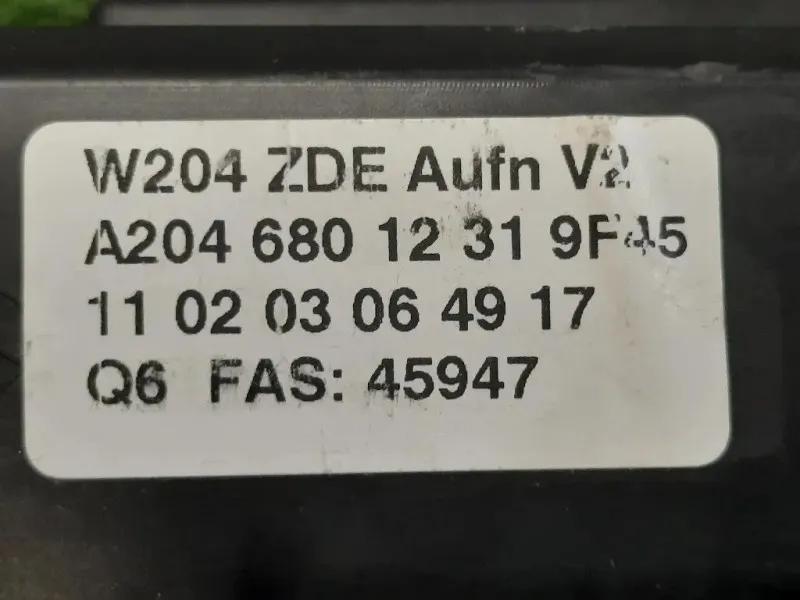 W204 ZDE Aufn V2
A204 680 12 31 9F45
11 02 03 06 49 17
Q6 FAS: 45947